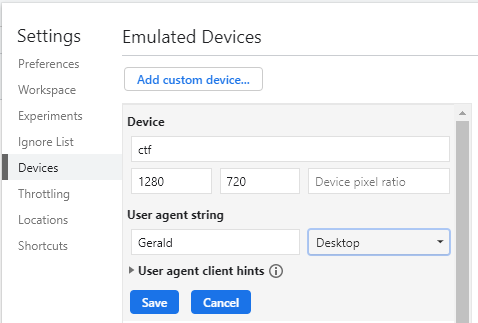 Settings
Preferences
Workspace
Experiments
Ignore List
Devices
Throttling
Locations
Shortcuts
Emulated Devices
Add custom device...
Device
ctf
1280 720 Device pixel ratio
User agent string
Gerald Desktop
User agent client hints
Save Cancel